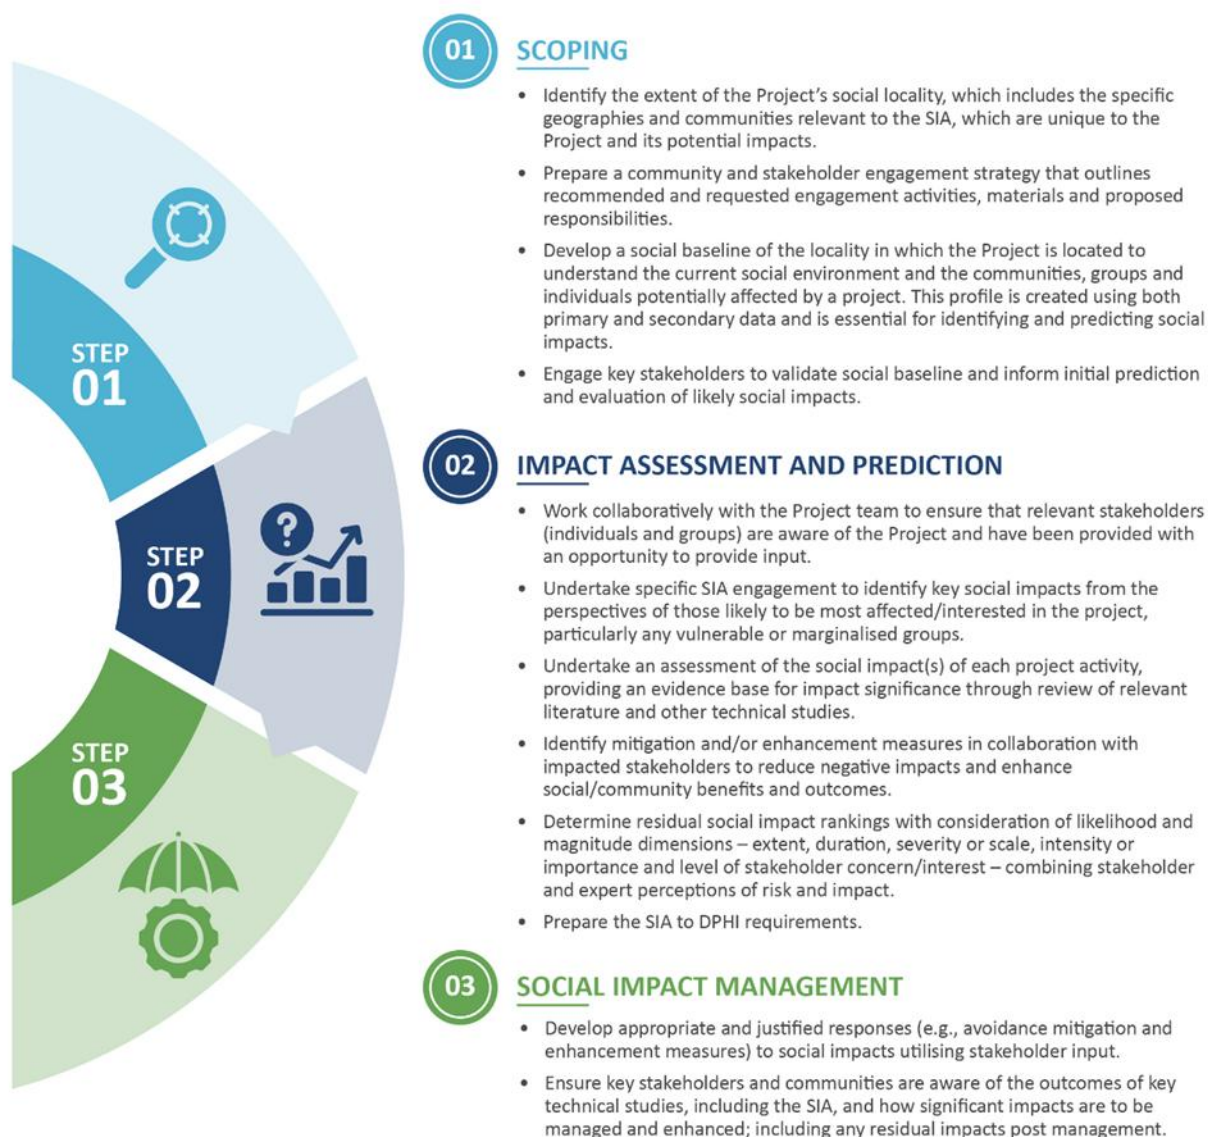 01
SCOPING
• Identify the extent of the Project's social locality, which includes the specific
geographies and communities relevant to the SIA, which are unique to the
Project and its potential impacts.
• Prepare a community and stakeholder engagement strategy that outlines
recommended and requested engagement activities, materials and proposed
responsibilities.
• Develop a social baseline of the locality in which the Project is located to
understand the current social environment and the communities, groups and
individuals potentially affected by a project. This profile is created using both
primary and secondary data and is essential for identifying and predicting social
impacts.
• Engage key stakeholders to validate social baseline and inform initial prediction
and evaluation of likely social impacts.
STEP
01
02
IMPACT ASSESSMENT AND PREDICTION
• Work collaboratively with the Project team to ensure that relevant stakeholders
(individuals and groups) are aware of the Project and have been provided with
an opportunity to provide input.
• Undertake specific SIA engagement to identify key social impacts from the
perspectives of those likely to be most affected/interested in the project,
particularly any vulnerable or marginalised groups.
• Undertake an assessment of the social impact(s) of each project activity,
providing an evidence base for impact significance through review of relevant
literature and other technical studies.
• Identify mitigation and/or enhancement measures in collaboration with
impacted stakeholders to reduce negative impacts and enhance
social/community benefits and outcomes.
• Determine residual social impact rankings with consideration of likelihood and
magnitude dimensions – extent, duration, severity or scale, intensity or
importance and level of stakeholder concern/interest – combining stakeholder
and expert perceptions of risk and impact.
• Prepare the SIA to DPHI requirements.
?
STEP
02
03
SOCIAL IMPACT MANAGEMENT
• Develop appropriate and justified responses (e.g., avoidance mitigation and
enhancement measures) to social impacts utilising stakeholder input.
• Ensure key stakeholders and communities are aware of the outcomes of key
technical studies, including the SIA, and how significant impacts are to be
managed and enhanced; including any residual impacts post management.
STEP
03